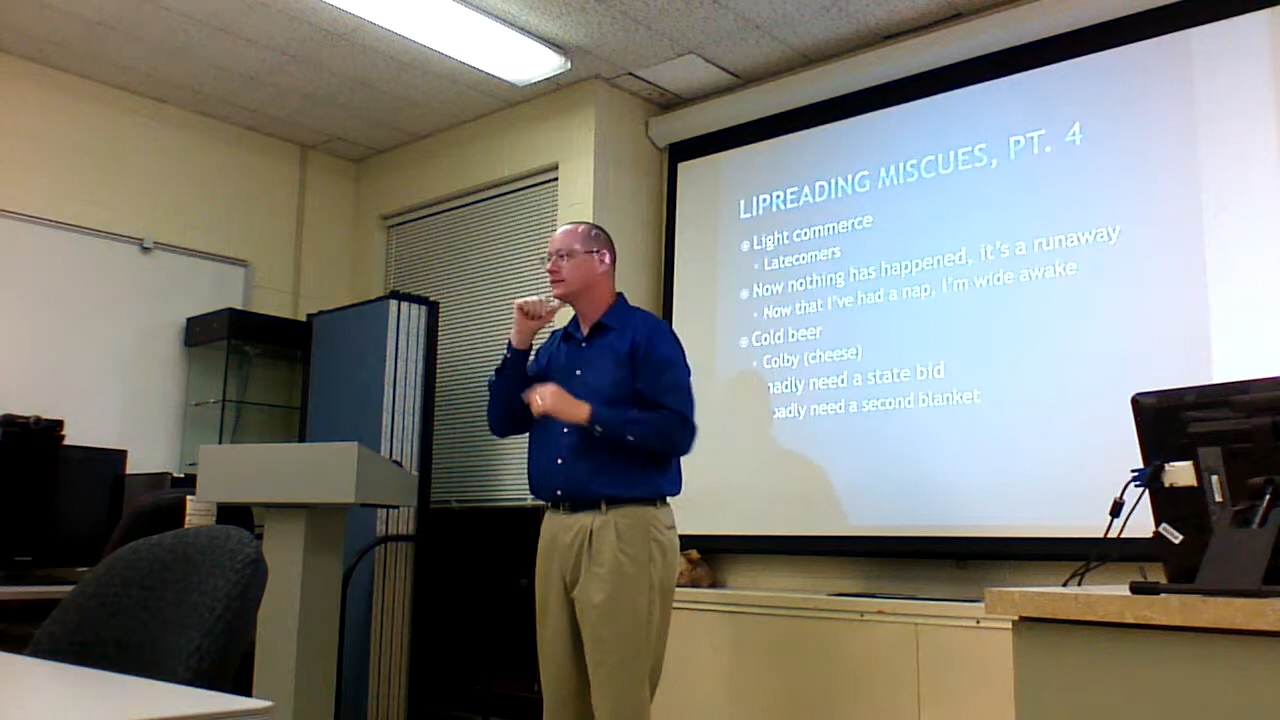 LIPREADING MISCUES, PT. 4
Light commerce
Latecomers
Now nothing has happened, it's a runaway
Now that I've had a nap, I'm wide awake
Cold beer
Colby (cheese)
need a state bid
need a second blanket